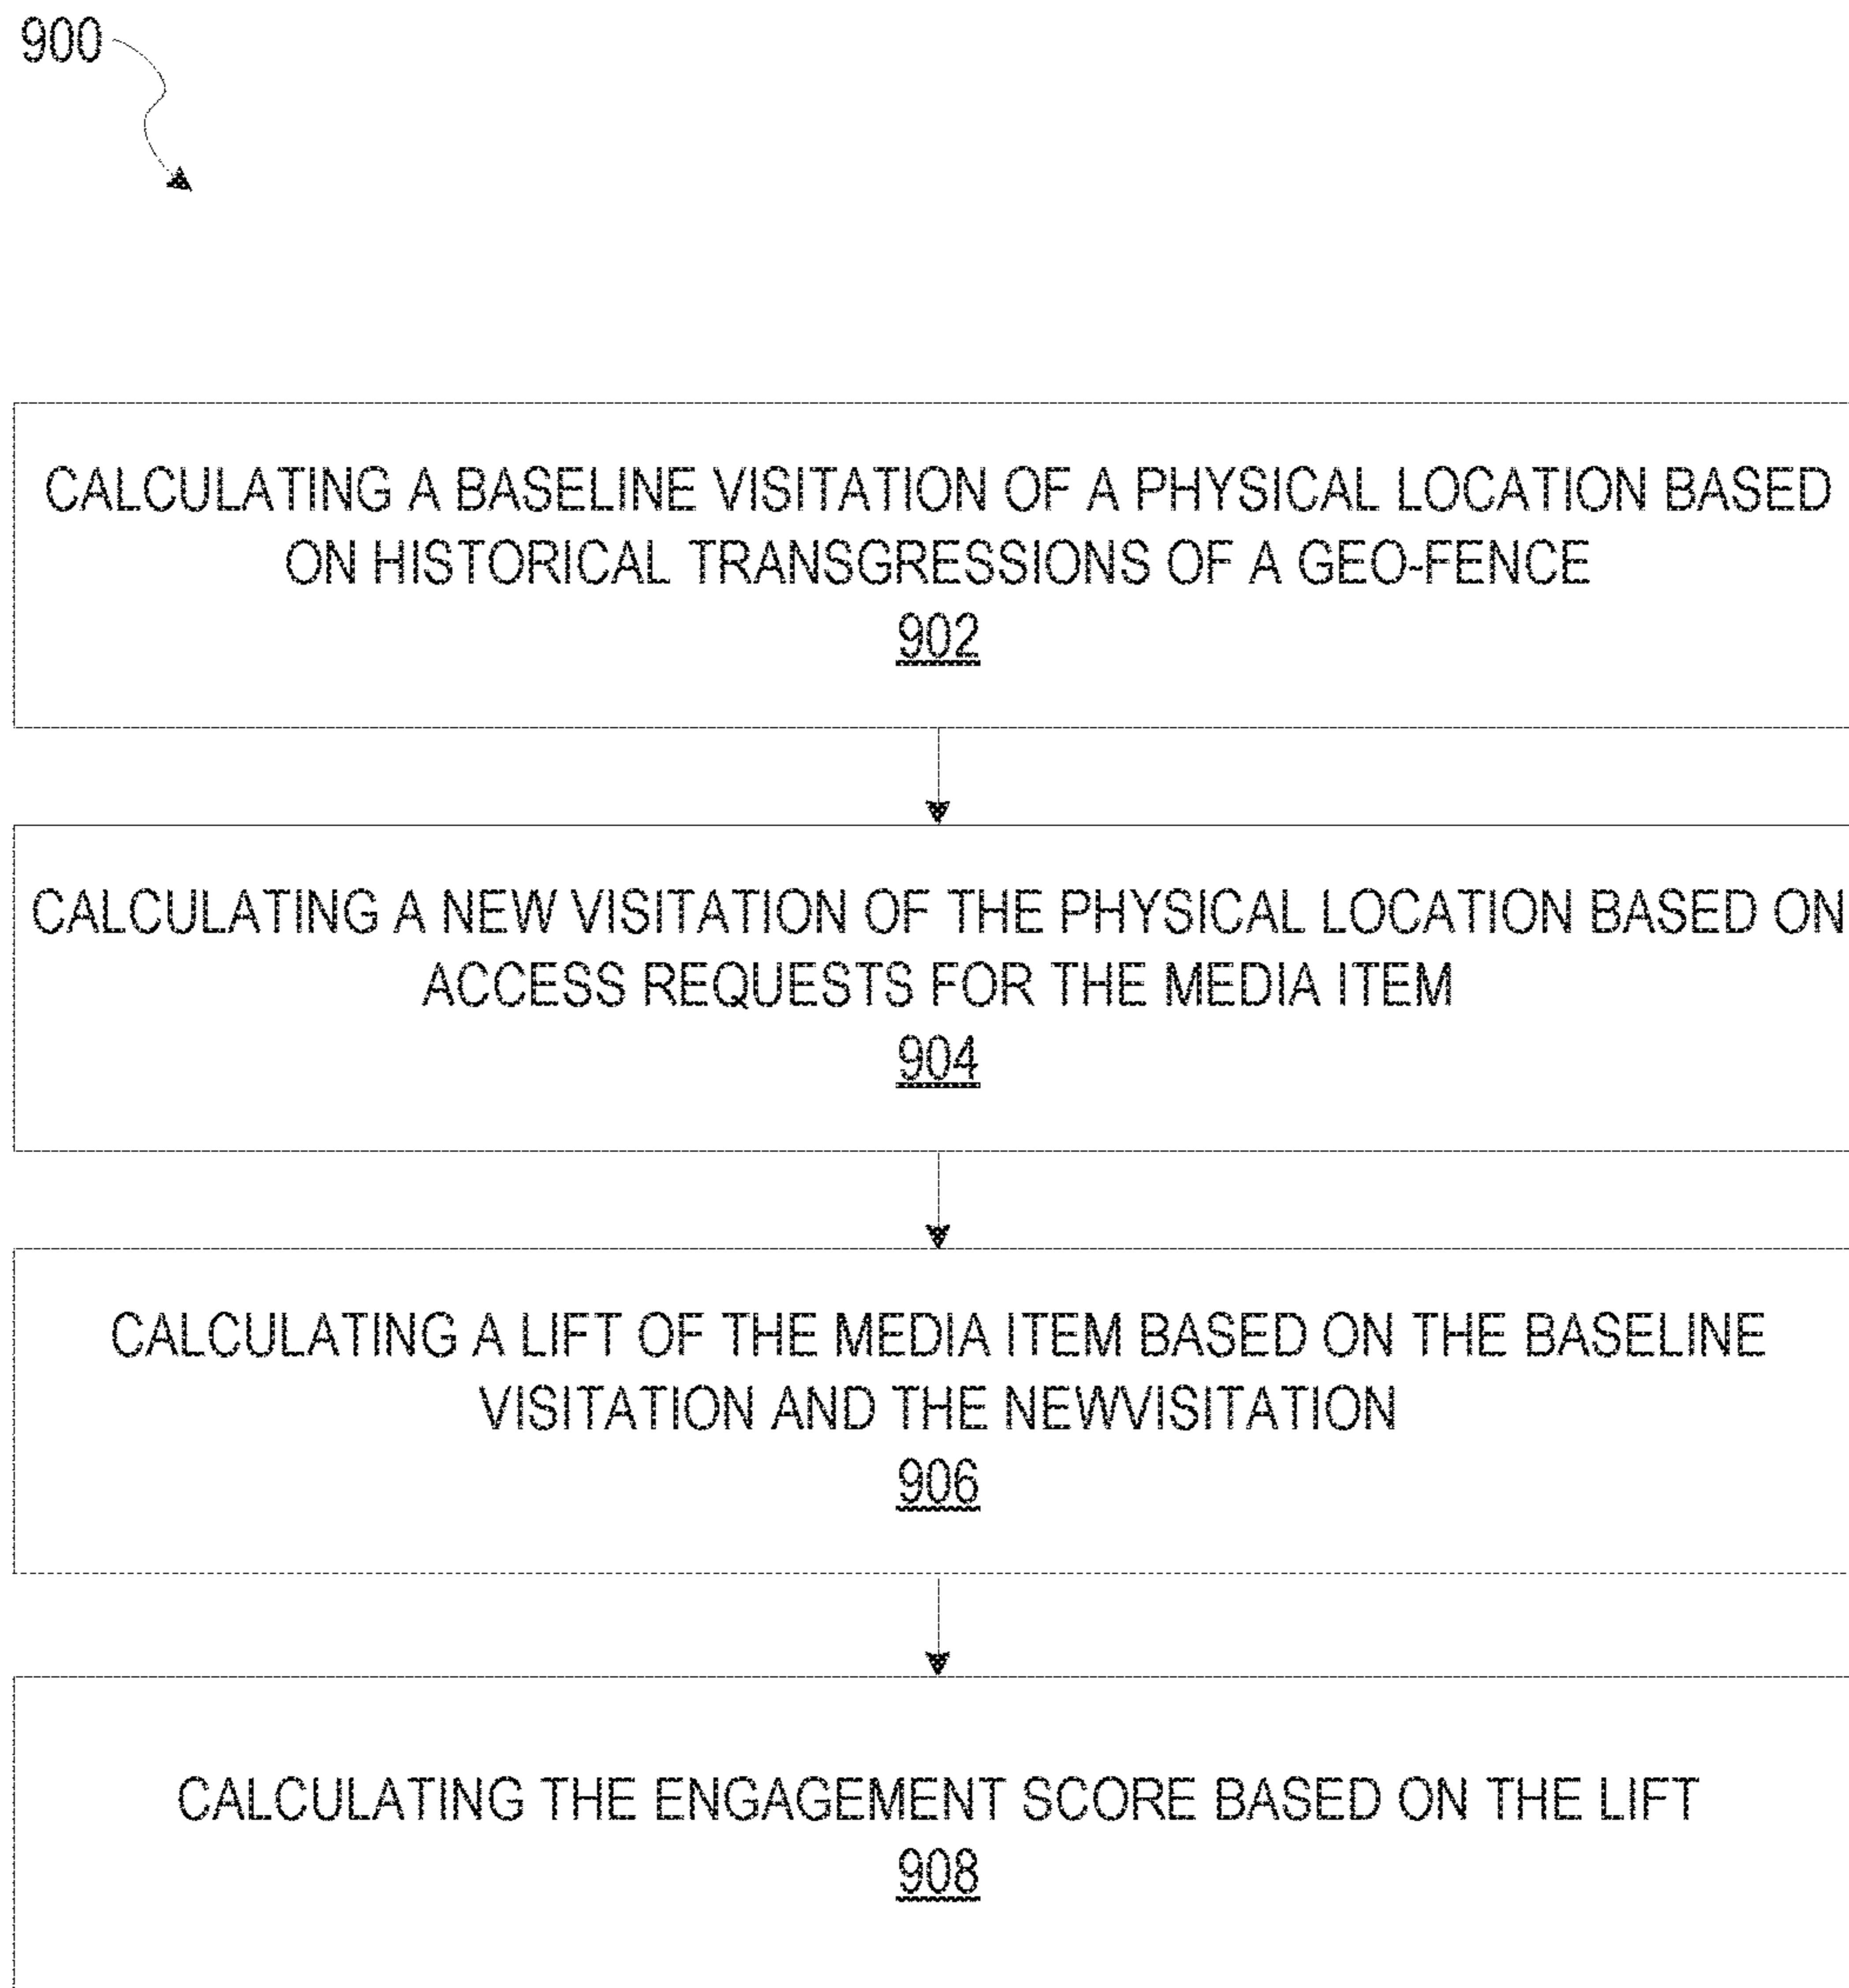 900
CALCULATING A BASELINE VISITATION OF A PHYSICAL LOCATION BASED
ON HISTORICAL TRANSGRESSIONS OF A GEO-FENCE
902
CALCULATING A NEW VISITATION OF THE PHYSICAL LOCATION BASED ON
ACCESS REQUESTS FOR THE MEDIA ITEM
904
CALCULATING A LIFT OF THE MEDIA ITEM BASED ON THE BASELINE
VISITATION AND THE NEWVISITATION
906
CALCULATING THE ENGAGEMENT SCORE BASED ON THE LIFT
908